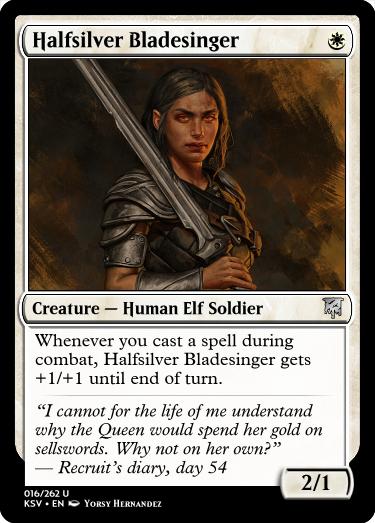 Halfsilver Bladesinger
Creature — Human Elf Soldier
Whenever you cast a spell during
combat, Halfsilver Bladesinger gets
+1/+1 until end of turn.
“I cannot for the life of me understand
why the Queen would spend her gold on
sellswords. Why not on her own?”
— Recruit’s diary, day 54
2/1
016/262 U
KSV • EN Yorsy Hernandez